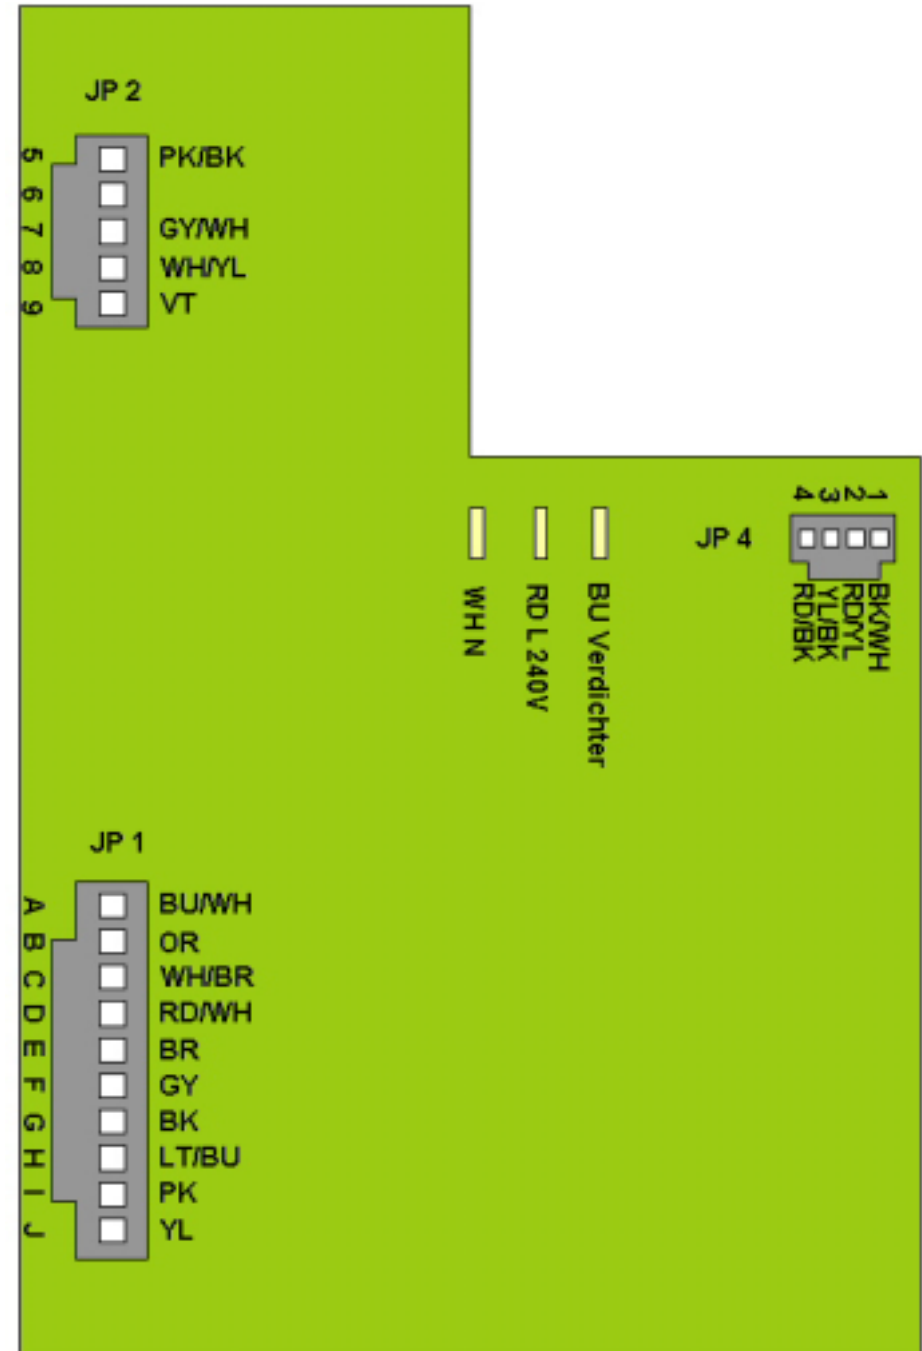 JP 2
5 PK/BK
6
7 GY/WH
8 WH/YL
9 VT
4 3 2 1
JP 4
RD/BK
YL/BK
RD/YL
BK/WH
WH N
RD L 240V
BU Verdichter
JP 1
A BU/WH
B OR
C WH/BR
D RD/WH
E BR
F GY
G BK
H LT/BU
I PK
J YL